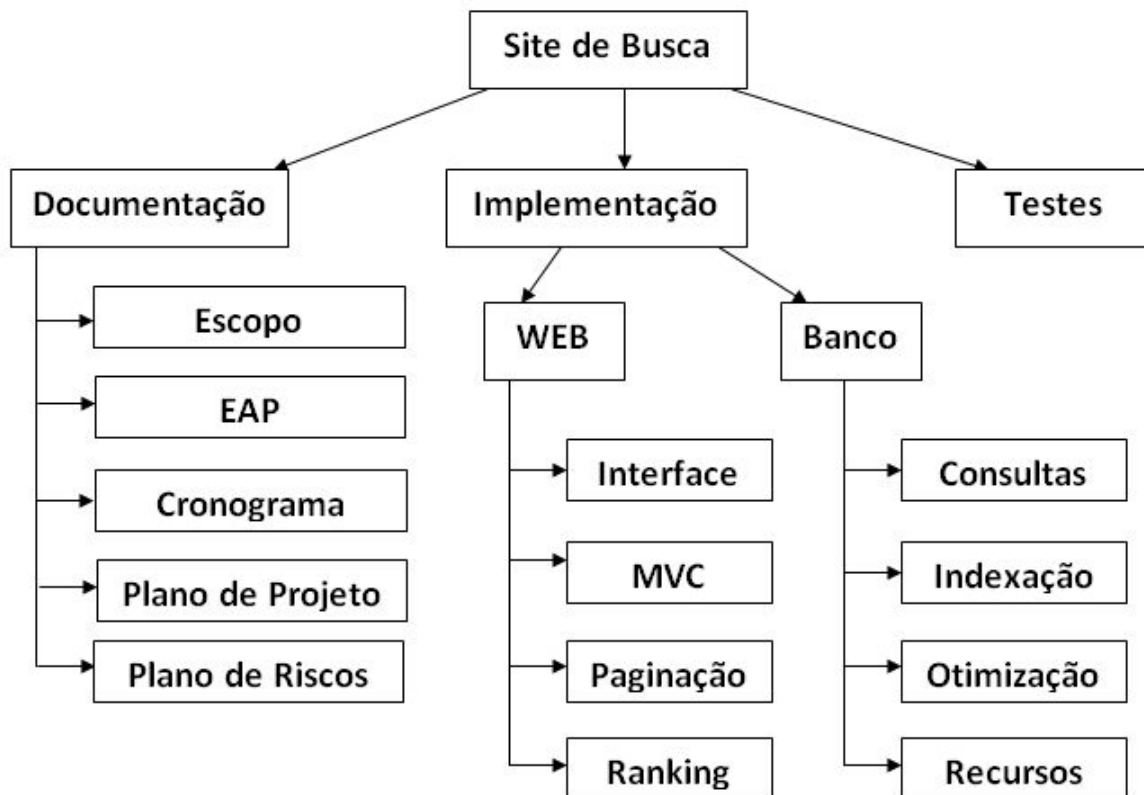 Site de Busca
Documentação
Implementação
Testes
Escopo
EAP
Cronograma
Plano de Projeto
Plano de Riscos
WEB
Banco
Interface
MVC
Paginação
Ranking
Consultas
Indexação
Otimização
Recursos